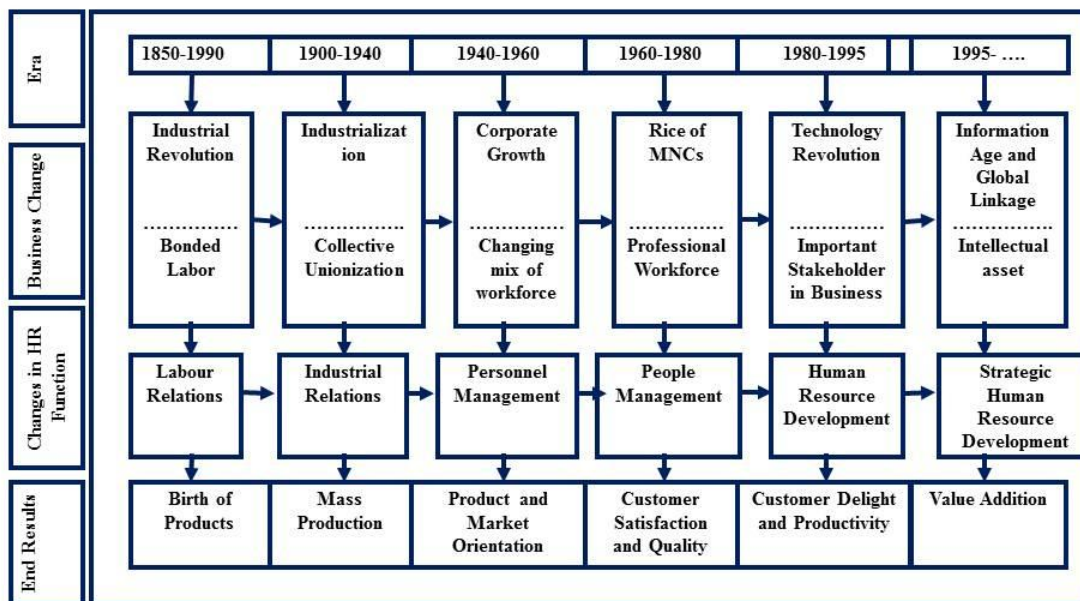 Era
1850-1990
1900-1940
1940-1960
1960-1980
1980-1995
1995- ....
Business Change
Industrial
Revolution
................
Bonded
Labor
Industrializat
ion
.................
Collective
Unionization
Corporate
Growth
................
Changing
mix of
workforce
Rice of
MNCs
................
Professional
Workforce
Technology
Revolution
................
Important
Stakeholder
in Business
Information
Age and
Global
Linkage
................
Intellectual
asset
Changes in HR
Function
Labour
Relations
Industrial
Relations
Personnel
Management
People
Management
Human
Resource
Development
Strategic
Human
Resource
Development
End Results
Birth of
Products
Mass
Production
Product and
Market
Orientation
Customer
Satisfaction
and Quality
Customer Delight
and Productivity
Value Addition